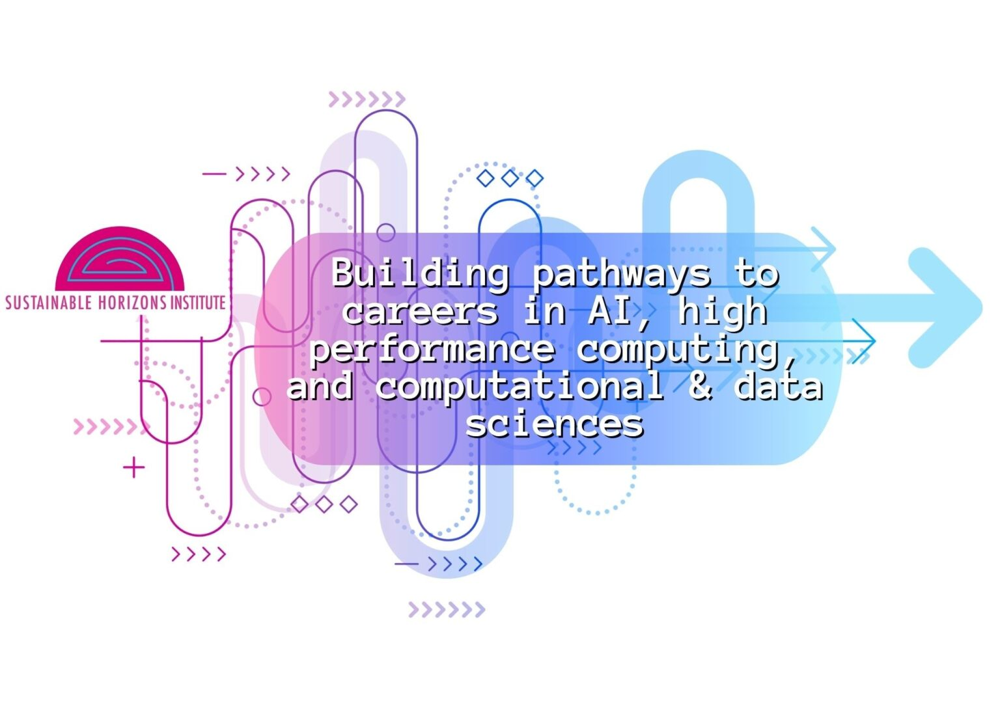 SUSTAINABLE HORIZONS INSTITUTE
Building pathways to
careers in AI, high
performance computing,
and computational & data
sciences